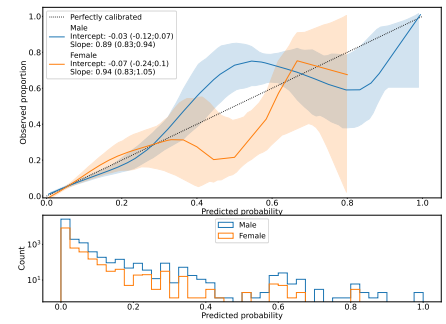 Perfectly calibrated
Male
Intercept: -0.03 (-0.12;0.07)
Slope: 0.89 (0.83;0.94)
Female
Intercept: -0.07 (-0.24;0.1)
Slope: 0.94 (0.83;1.05)
Observed proportion
1.0
0.8
0.6
0.4
0.2
0.0
0.0 0.2 0.4 0.6 0.8 1.0
Predicted probability
Male
Female
Count
10³
10¹
0.0 0.2 0.4 0.6 0.8 1.0
Predicted probability